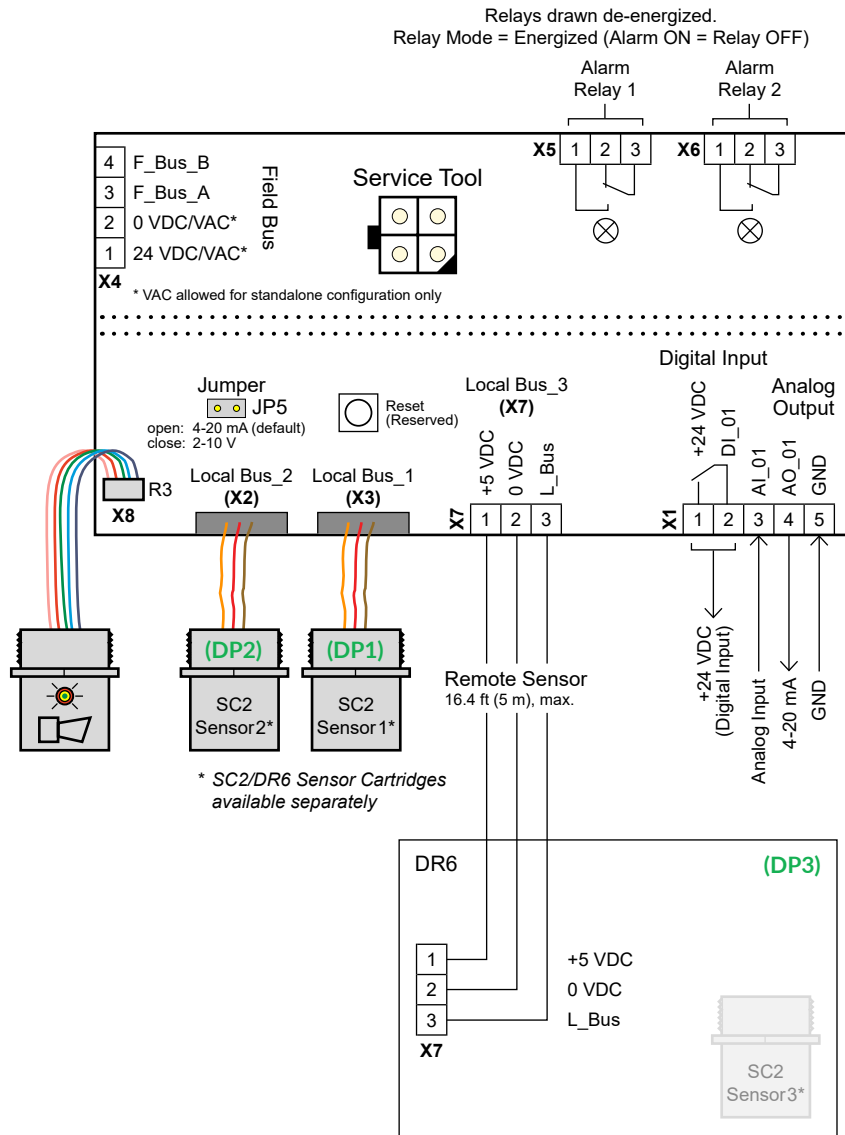 Relays drawn de-energized.
Relay Mode = Energized (Alarm ON = Relay OFF)
Alarm
Relay 1
Alarm
Relay 2
X5 1 2 3
X6 1 2 3
4 F_Bus_B
3 F_Bus_A
2 0 VDC/VAC*
1 24 VDC/VAC*
X4
Field Bus
* VAC allowed for standalone configuration only
Service Tool
Jumper
JP5
open: 4-20 mA (default)
close: 2-10 V
Reset
(Reserved)
Local Bus_3
(X7)
+5 VDC
0 VDC
L_Bus
X7 1 2 3
Digital Input
+24 VDC
DI_01
AI_01
Analog
Output
AO_01
GND
X1 1 2 3 4 5
R3
X8
Local Bus_2
(X2)
Local Bus_1
(X3)
(DP2)
SC2
Sensor2*
(DP1)
SC2
Sensor1*
* SC2/DR6 Sensor Cartridges
available separately
Remote Sensor
16.4 ft (5 m), max.
+24 VDC
(Digital Input)
Analog Input
4-20 mA
GND
DR6
(DP3)
1 +5 VDC
2 0 VDC
3 L_Bus
X7
SC2
Sensor3*